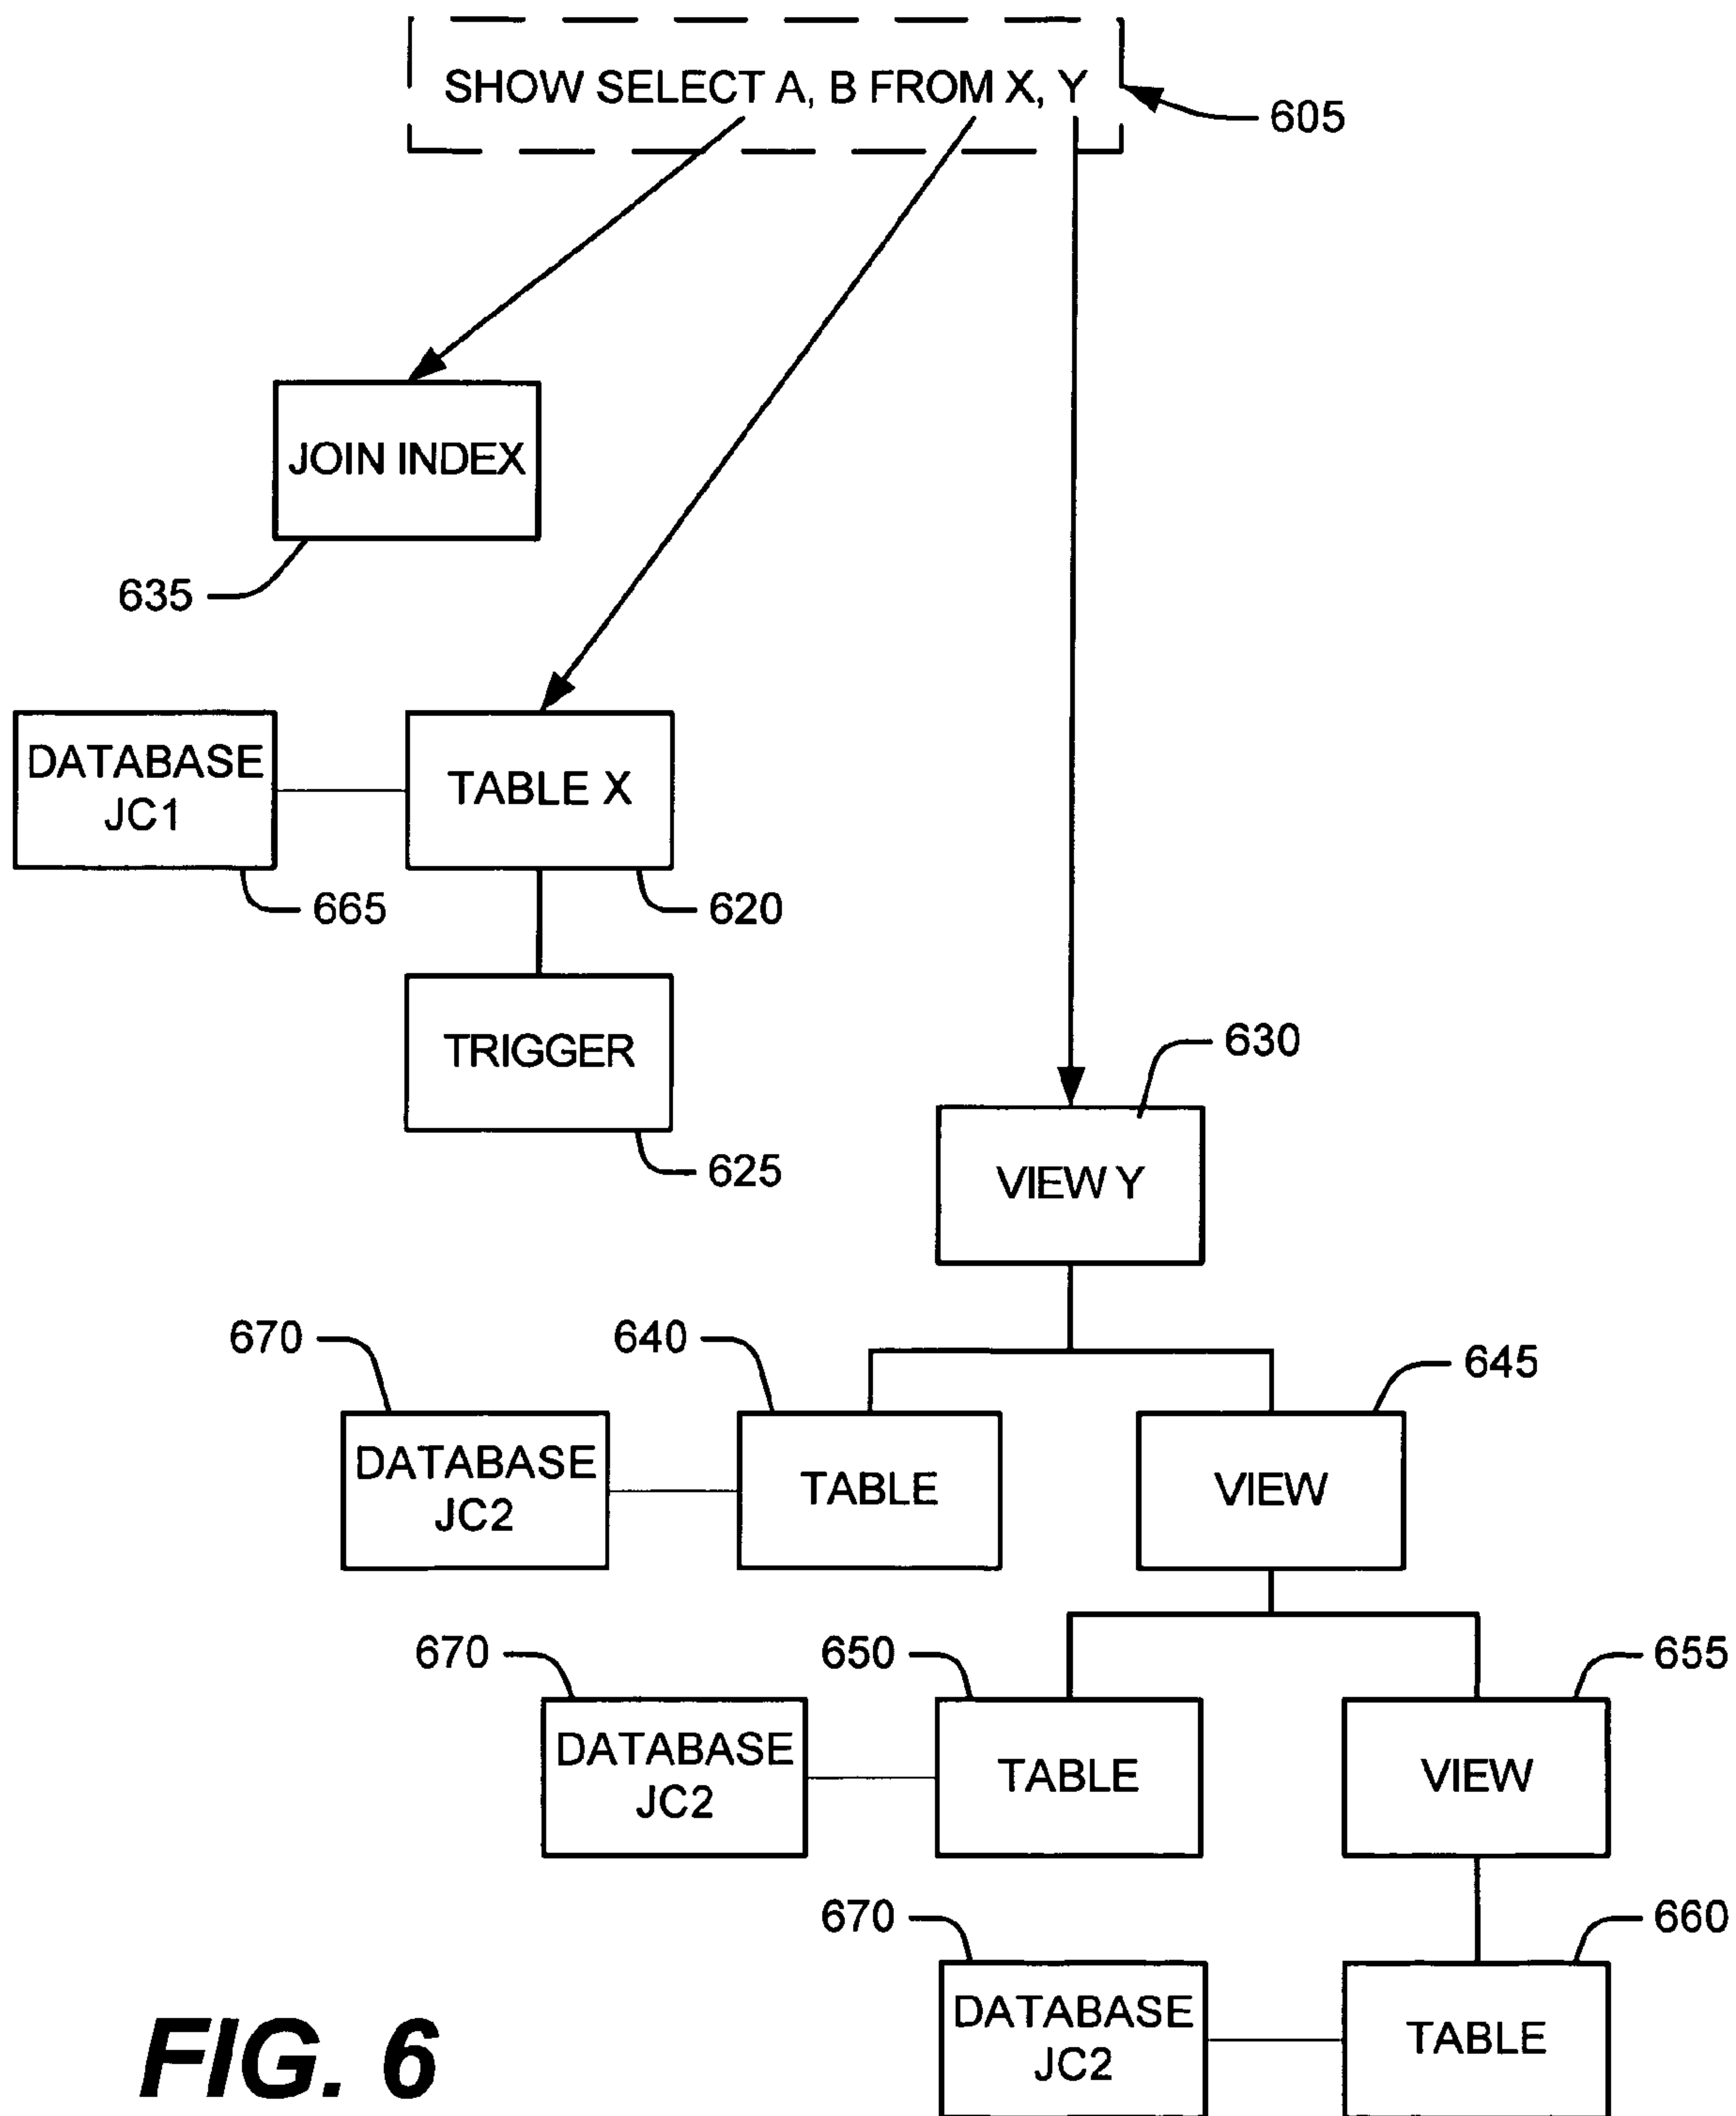 SHOW SELECT A, B FROM X, Y
605
JOIN INDEX
635
DATABASE
JC1
TABLE X
665
620
TRIGGER
625
630
VIEW Y
670
640
645
DATABASE
JC2
TABLE
VIEW
670
650
655
DATABASE
JC2
TABLE
VIEW
670
660
DATABASE
JC2
TABLE
FIG. 6